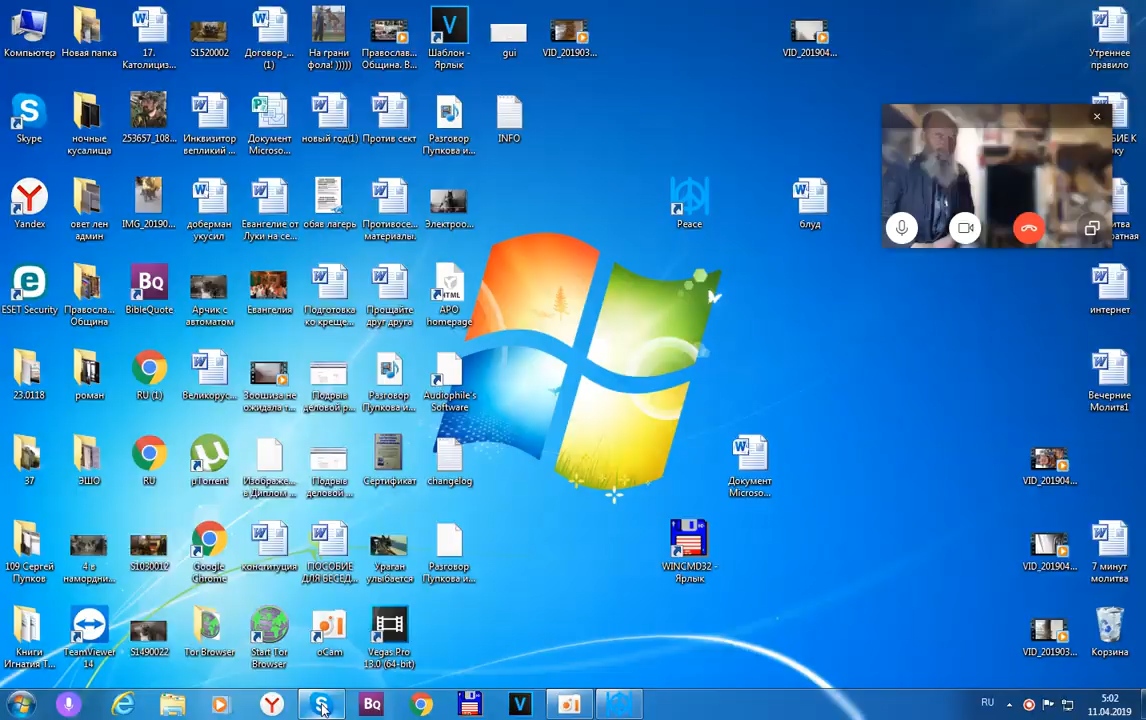 Компьютер
Новая папка
17.
Католициз...
S1520002
Договор_...
(1)
На грани
фола! )))))
Православ...
Община. В...
V
Шаблон -
Ярлык
gui
VID_201903...
VID_201904...
Утреннее
правило
Skype
ночные
кусалища
253657_108...
Инквизитор
велпикий ...
Документ
Microso...
новый год(1)
Против сект
Разговор
Пупкова и...
INFO
Yandex
овет лен
админ
IMG_20190...
доберман
укусил
Евангелие от
Луки на се...
обяв лагерь
Противосе...
материалы.
Электроо...
Peace
блуд
ESET Security
Правосла...
Община
BQ
BibleQuote
Арчик с
автоматом
Евангелия
Подготовка
ко креще...
Прощайте
друг друга
HTML
APO
homepage
интернет
23.0118
роман
RU (1)
Великорус...
Зоошиза не
ожидала т...
Подрыв
деловой р...
Разговор
Пупкова и...
Audiophile's
Software
Вечерние
Молитв1
37
ЭШО
RU
µTorrent
Изображе...
в Диплом ...
Подрыв
деловой ...
Сертификат
changelog
Документ
Microso...
VID_201904...
109 Сергей
Пупков
4 в
намордни...
S1030012
Google
Chrome
конституция
ПОСОБИЕ
ДЛЯ БЕСЕД...
Ураган
улыбается
Разговор
Пупкова и...
WINCMD32 -
Ярлык
VID_201904...
7 минут
молитва
Книги
Игнатия Т...
TeamViewer
14
S1490022
Tor Browser
Start Tor
Browser
oCam
Vegas Pro
13.0 (64-bit)
VID_201903...
Корзина
BQ
V
RU
5:02
11.04.2019